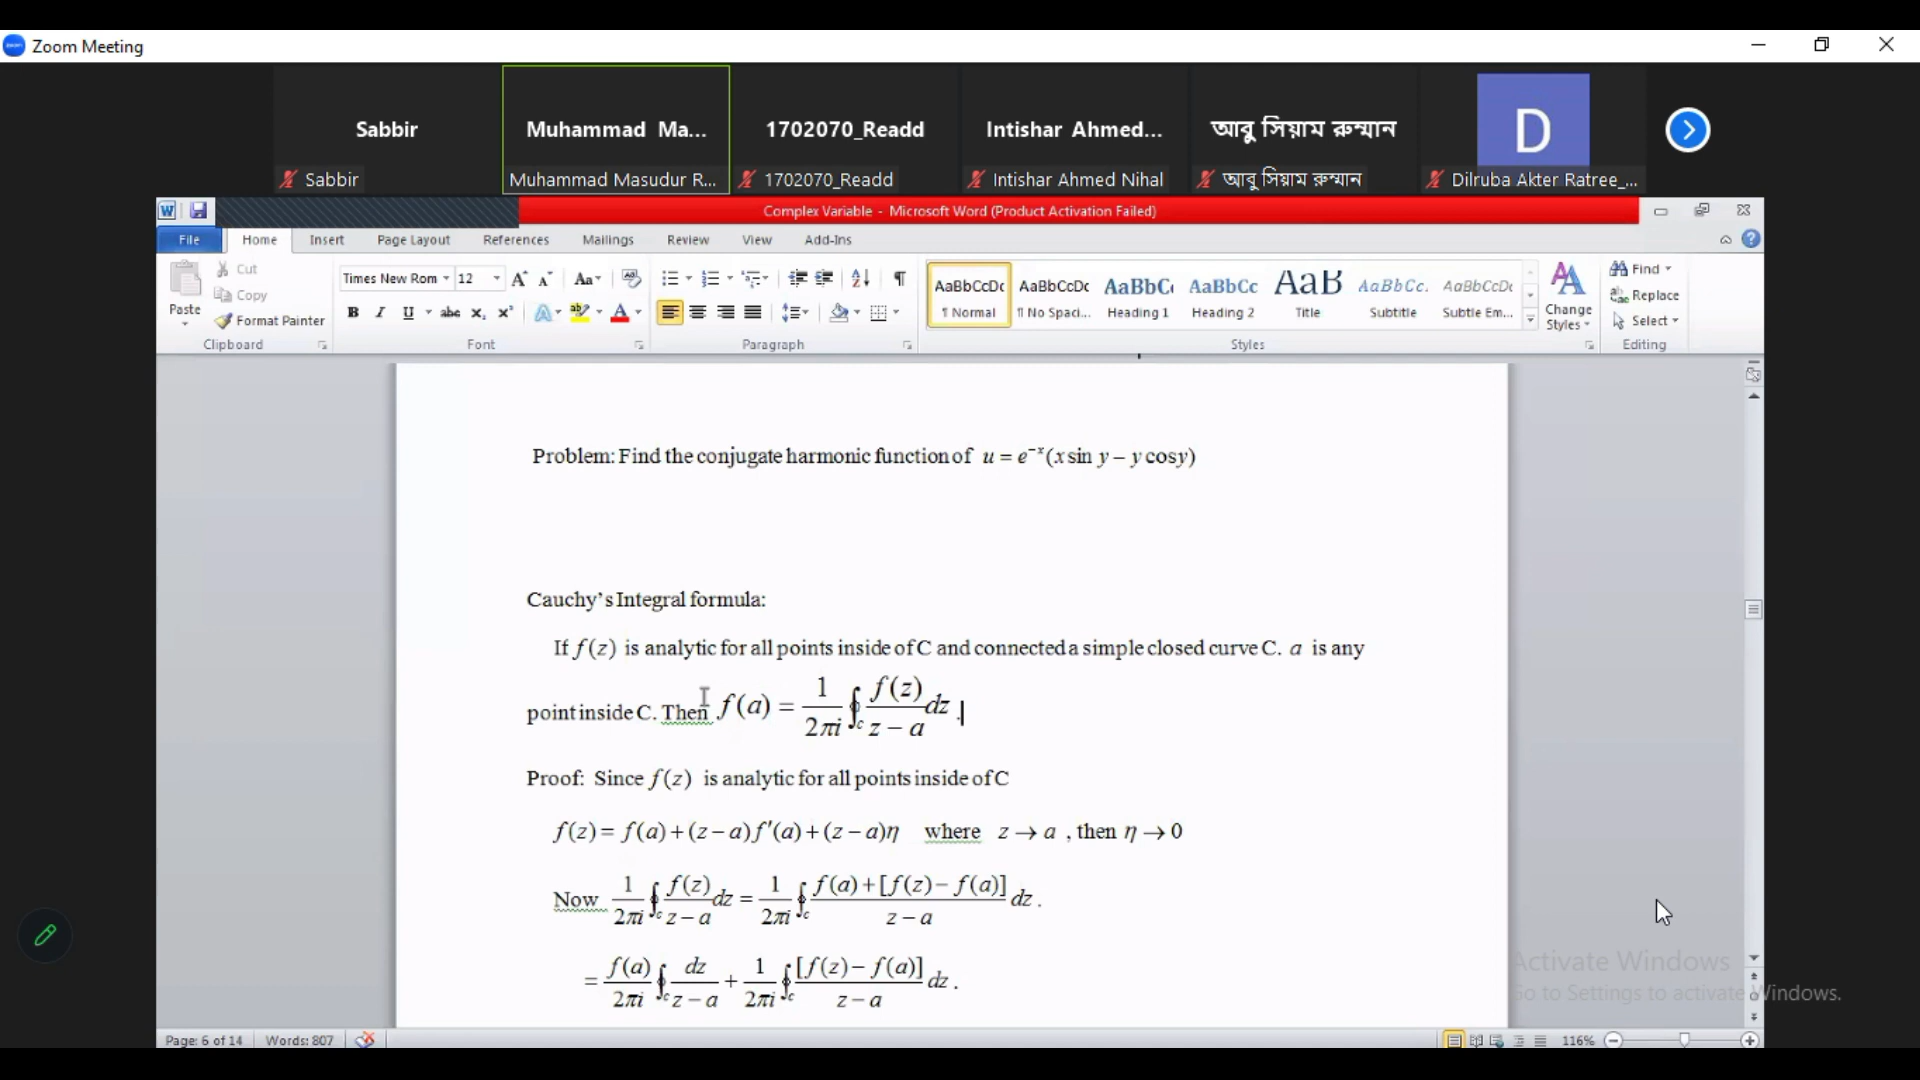 Zoom Meeting
Sabbir
Muhammad Ma...
1702070_Readd
Intishar Ahmed...
আবু সিয়াম রুম্মান
D
Sabbir
Muhammad Masudur R...
1702070_Readd
Intishar Ahmed Nihal
আবু সিয়াম রুম্মান
Dilruba Akter Ratree_...
Complex Variable - Microsoft Word (Product Activation Failed)
File Home Insert Page Layout References Mailings Review View Add-Ins
Paste
Cut
Copy
Format Painter
Clipboard
Times New Rom 12
Font
Paragraph
AaBbCcDc AaBbCcDc AaBbC AaBbCc AaB AaBbCc. AaBbCcDc
¶ Normal ¶ No Spaci... Heading 1 Heading 2 Title Subtitle Subtle Em...
Styles
Change Styles
Find
Replace
Select
Editing
Problem: Find the conjugate harmonic function of u = e⁻ˣ(x sin y – y cosy)
Cauchy’s Integral formula:
If f(z) is analytic for all points inside of C and connected a simple closed curve C. a is any
point inside C. Then f(a) = 1/2πi ∮c f(z)/z − a dz .
Proof: Since f(z) is analytic for all points inside of C
f(z) = f(a) + (z − a)f′(a) + (z − a)η where z → a , then η → 0
Now 1/2πi ∮c f(z)/z − a dz = 1/2πi ∮c f(a) + [f(z) − f(a)]/z − a dz .
= f(a)/2πi ∮c dz/z − a + 1/2πi ∮c [f(z) − f(a)]/z − a dz .
Activate Windows
Go to Settings to activate Windows.
Page: 6 of 14 Words: 807 116%